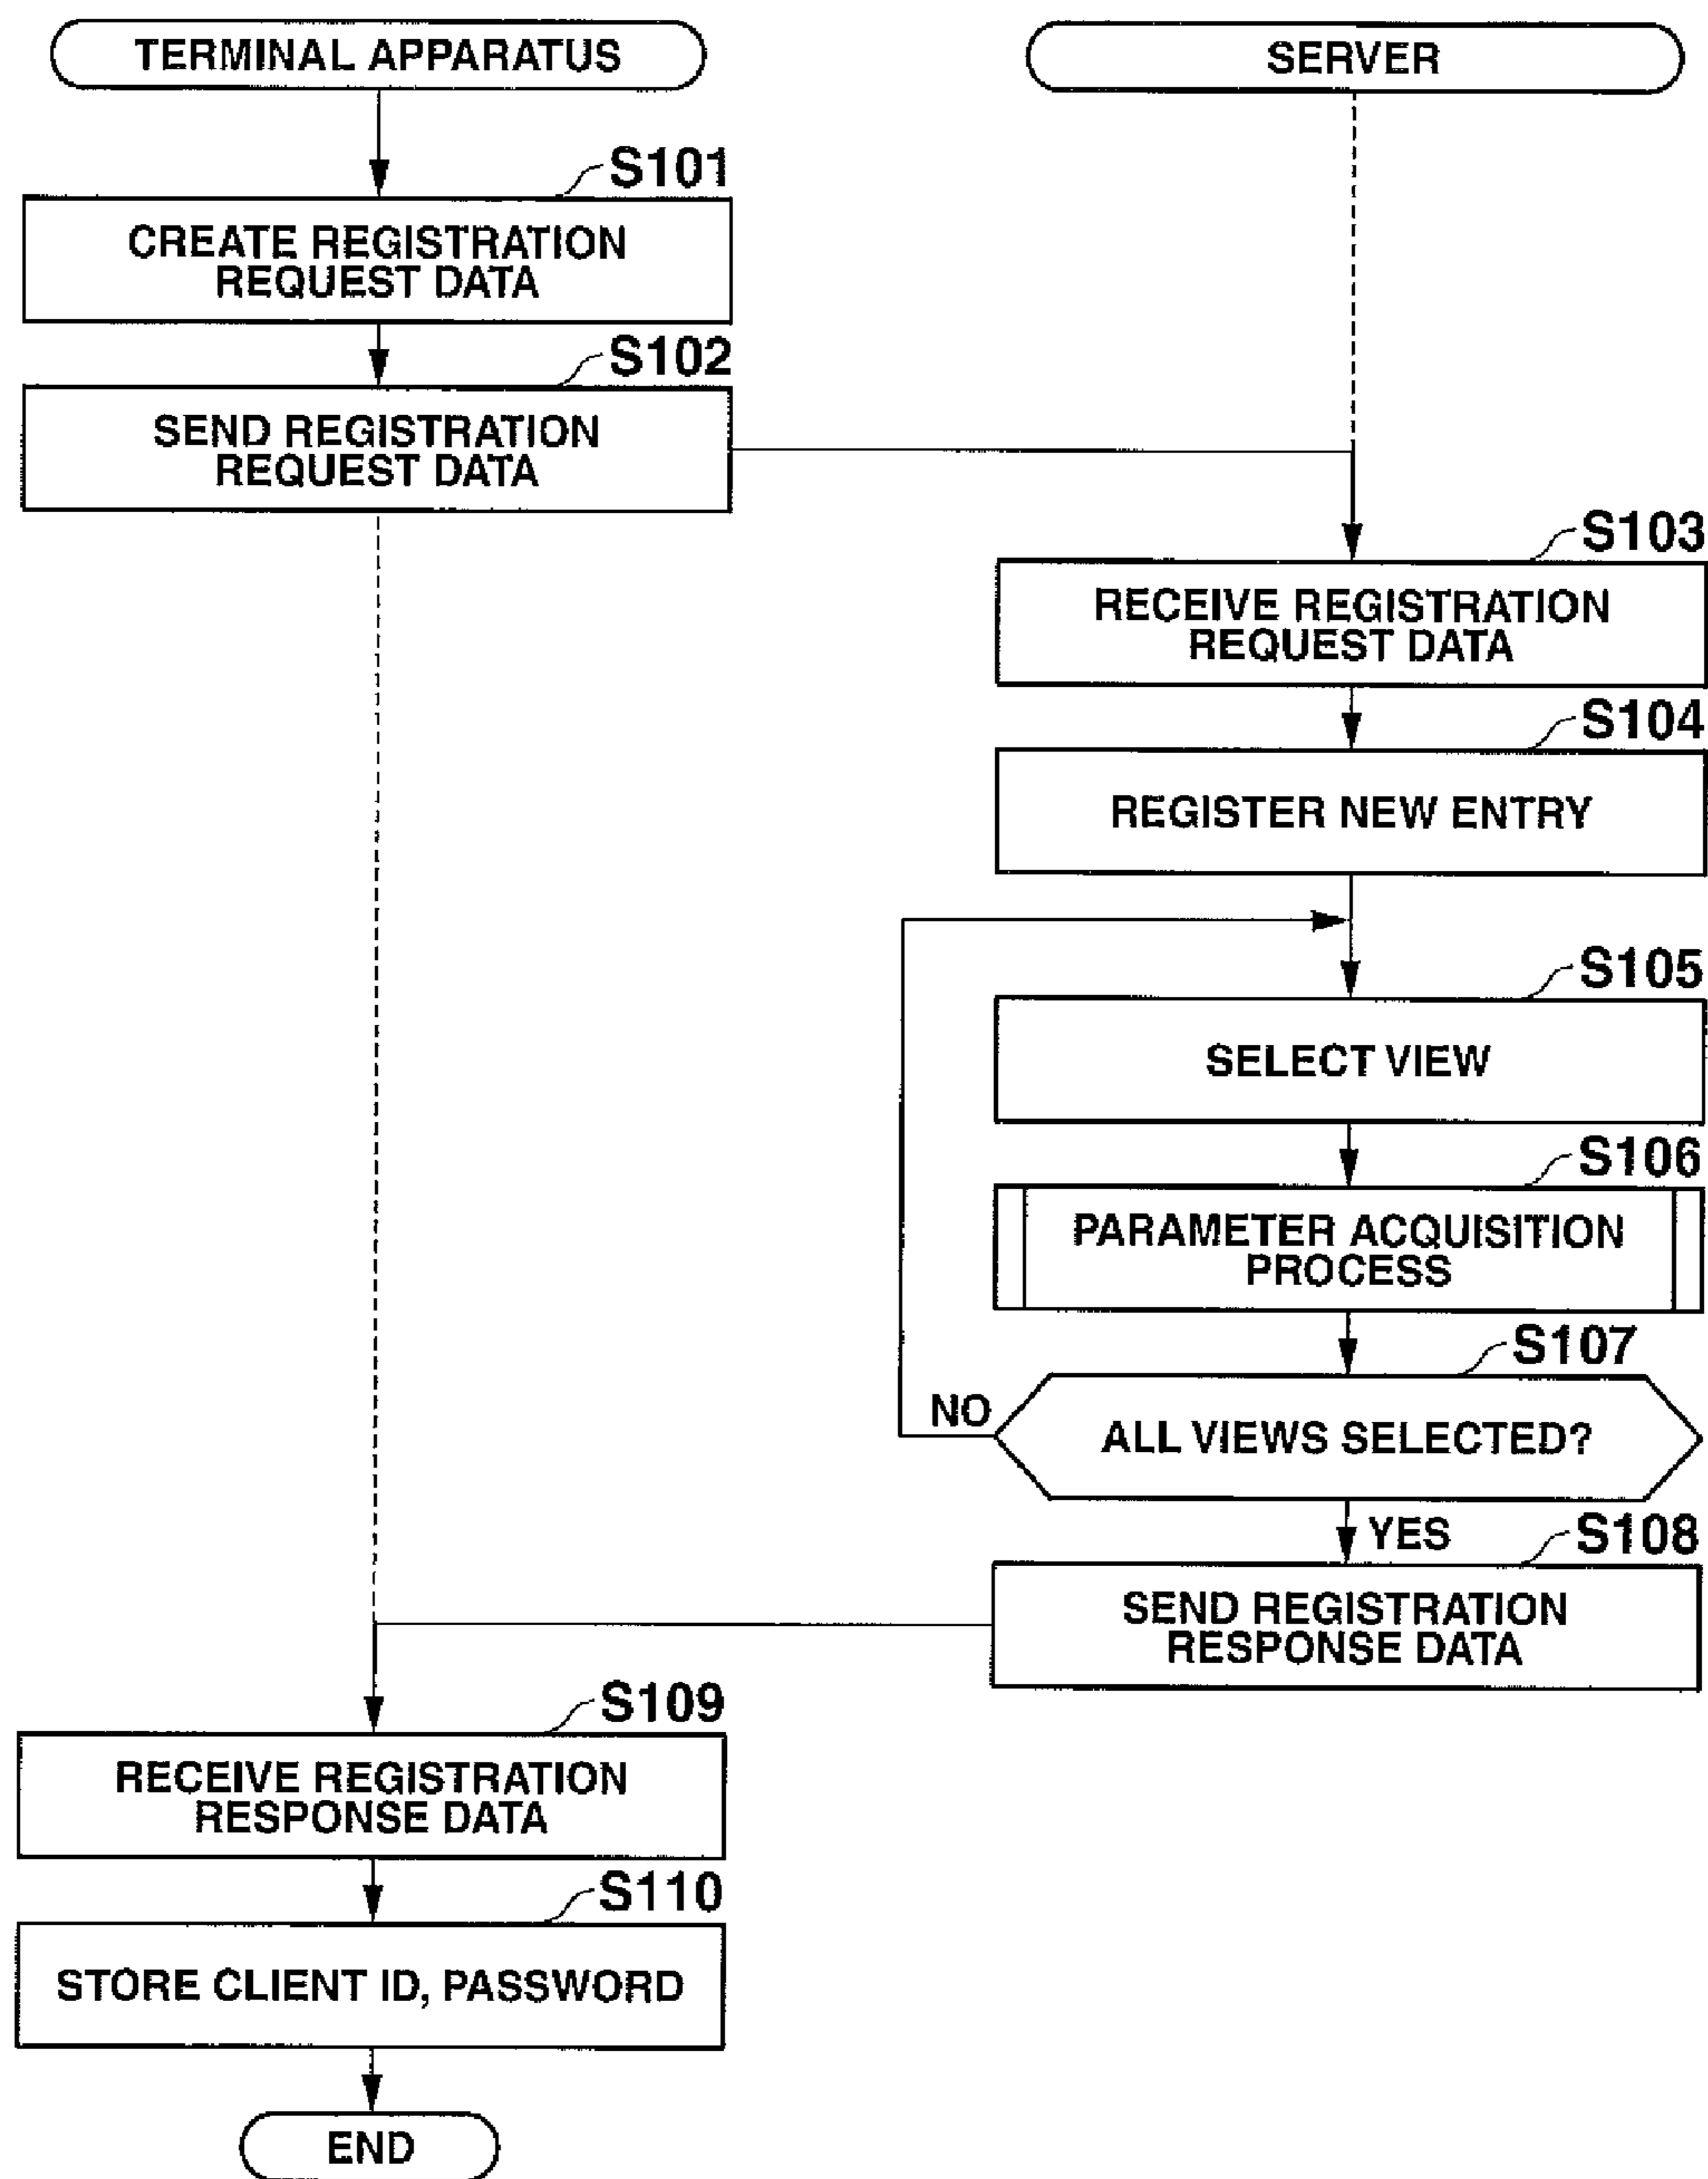 TERMINAL APPARATUS
SERVER
S101
CREATE REGISTRATION
REQUEST DATA
S102
SEND REGISTRATION
REQUEST DATA
S103
RECEIVE REGISTRATION
REQUEST DATA
S104
REGISTER NEW ENTRY
S105
SELECT VIEW
S106
PARAMETER ACQUISITION
PROCESS
S107
NO
ALL VIEWS SELECTED?
YES
S108
SEND REGISTRATION
RESPONSE DATA
S109
RECEIVE REGISTRATION
RESPONSE DATA
S110
STORE CLIENT ID, PASSWORD
END